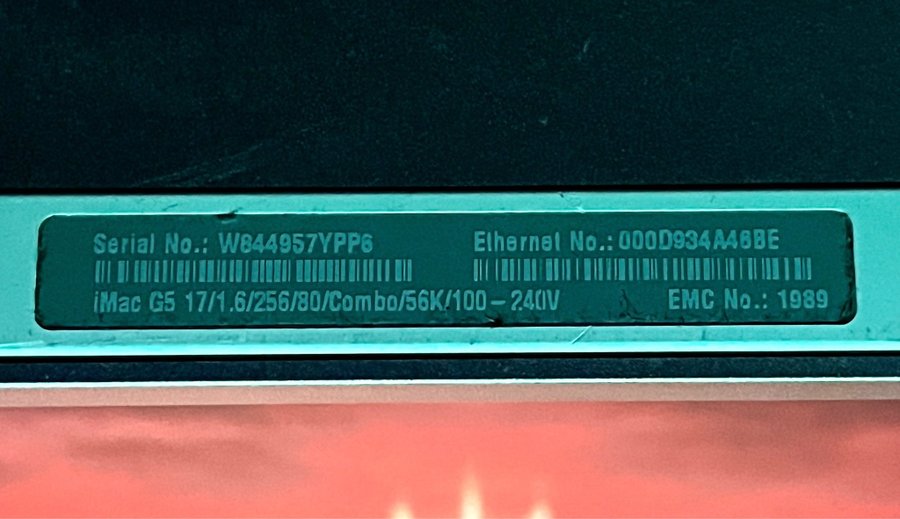 Serial No.: W844957YPP6 Ethernet No.: 000D934A46BE
iMac G5 17/1.6/256/80/Combo/56K/100-240V EMC No.: 1989